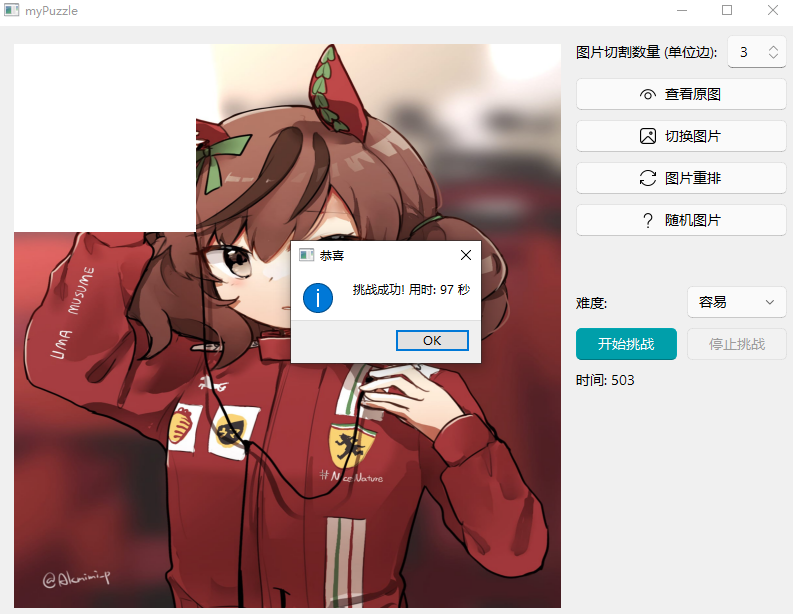 myPuzzle
图片切割数量 (单位边): 3
查看原图
切换图片
图片重排
? 随机图片
恭喜
挑战成功! 用时: 97 秒
OK
难度: 容易
开始挑战 停止挑战
时间: 503
UMA MUSUME
#NiceNature
@Akmimi_p